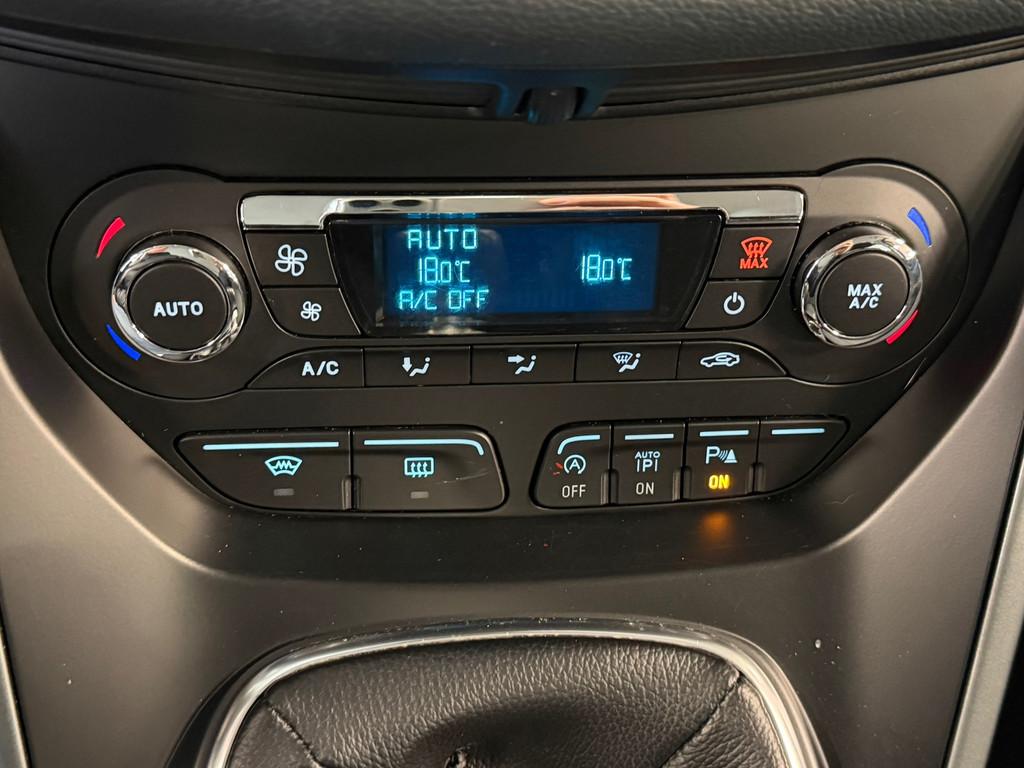 AUTO
18.0°C
18.0°C
A/C OFF
MAX
AUTO
MAX
A/C
A/C
A
OFF
AUTO
P
ON
P
ON